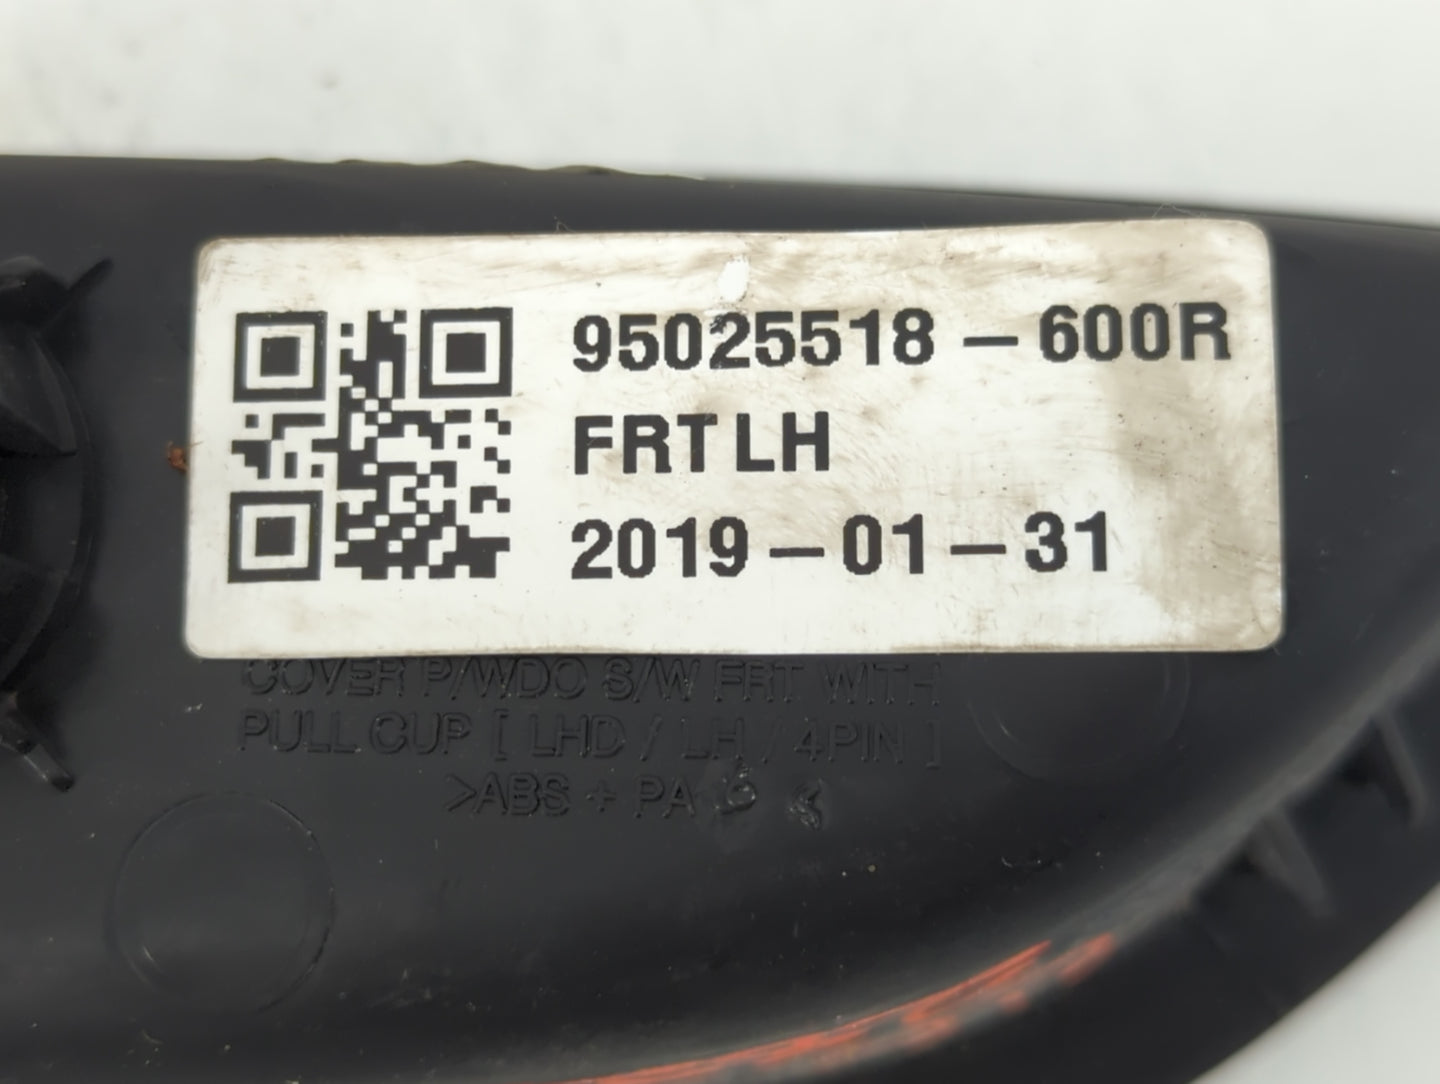 95025518-600R
FRT LH
2019-01-31
COVER P/WDO S/W FRT WITH
PULL CUP [ LHD / LH / 4PIN ]
>ABS + PA